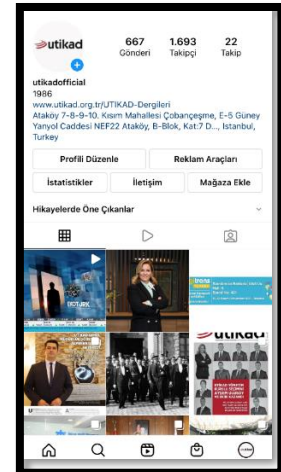 utikad
667 1.693 22
Gönderi Takipçi Takip
utikadofficial
1986
www.utikad.org.tr/UTIKAD-Dergileri
Ataköy 7-8-9-10. Kısım Mahallesi Çobançeşme, E-5 Güney
Yanyol Caddesi NEF22 Ataköy, B-Blok, Kat:7 D..., Istanbul,
Turkey
Profili Düzenle Reklam Araçları
İstatistikler İletişim Mağaza Ekle
Hikayelerde Öne Çıkanlar
utikad